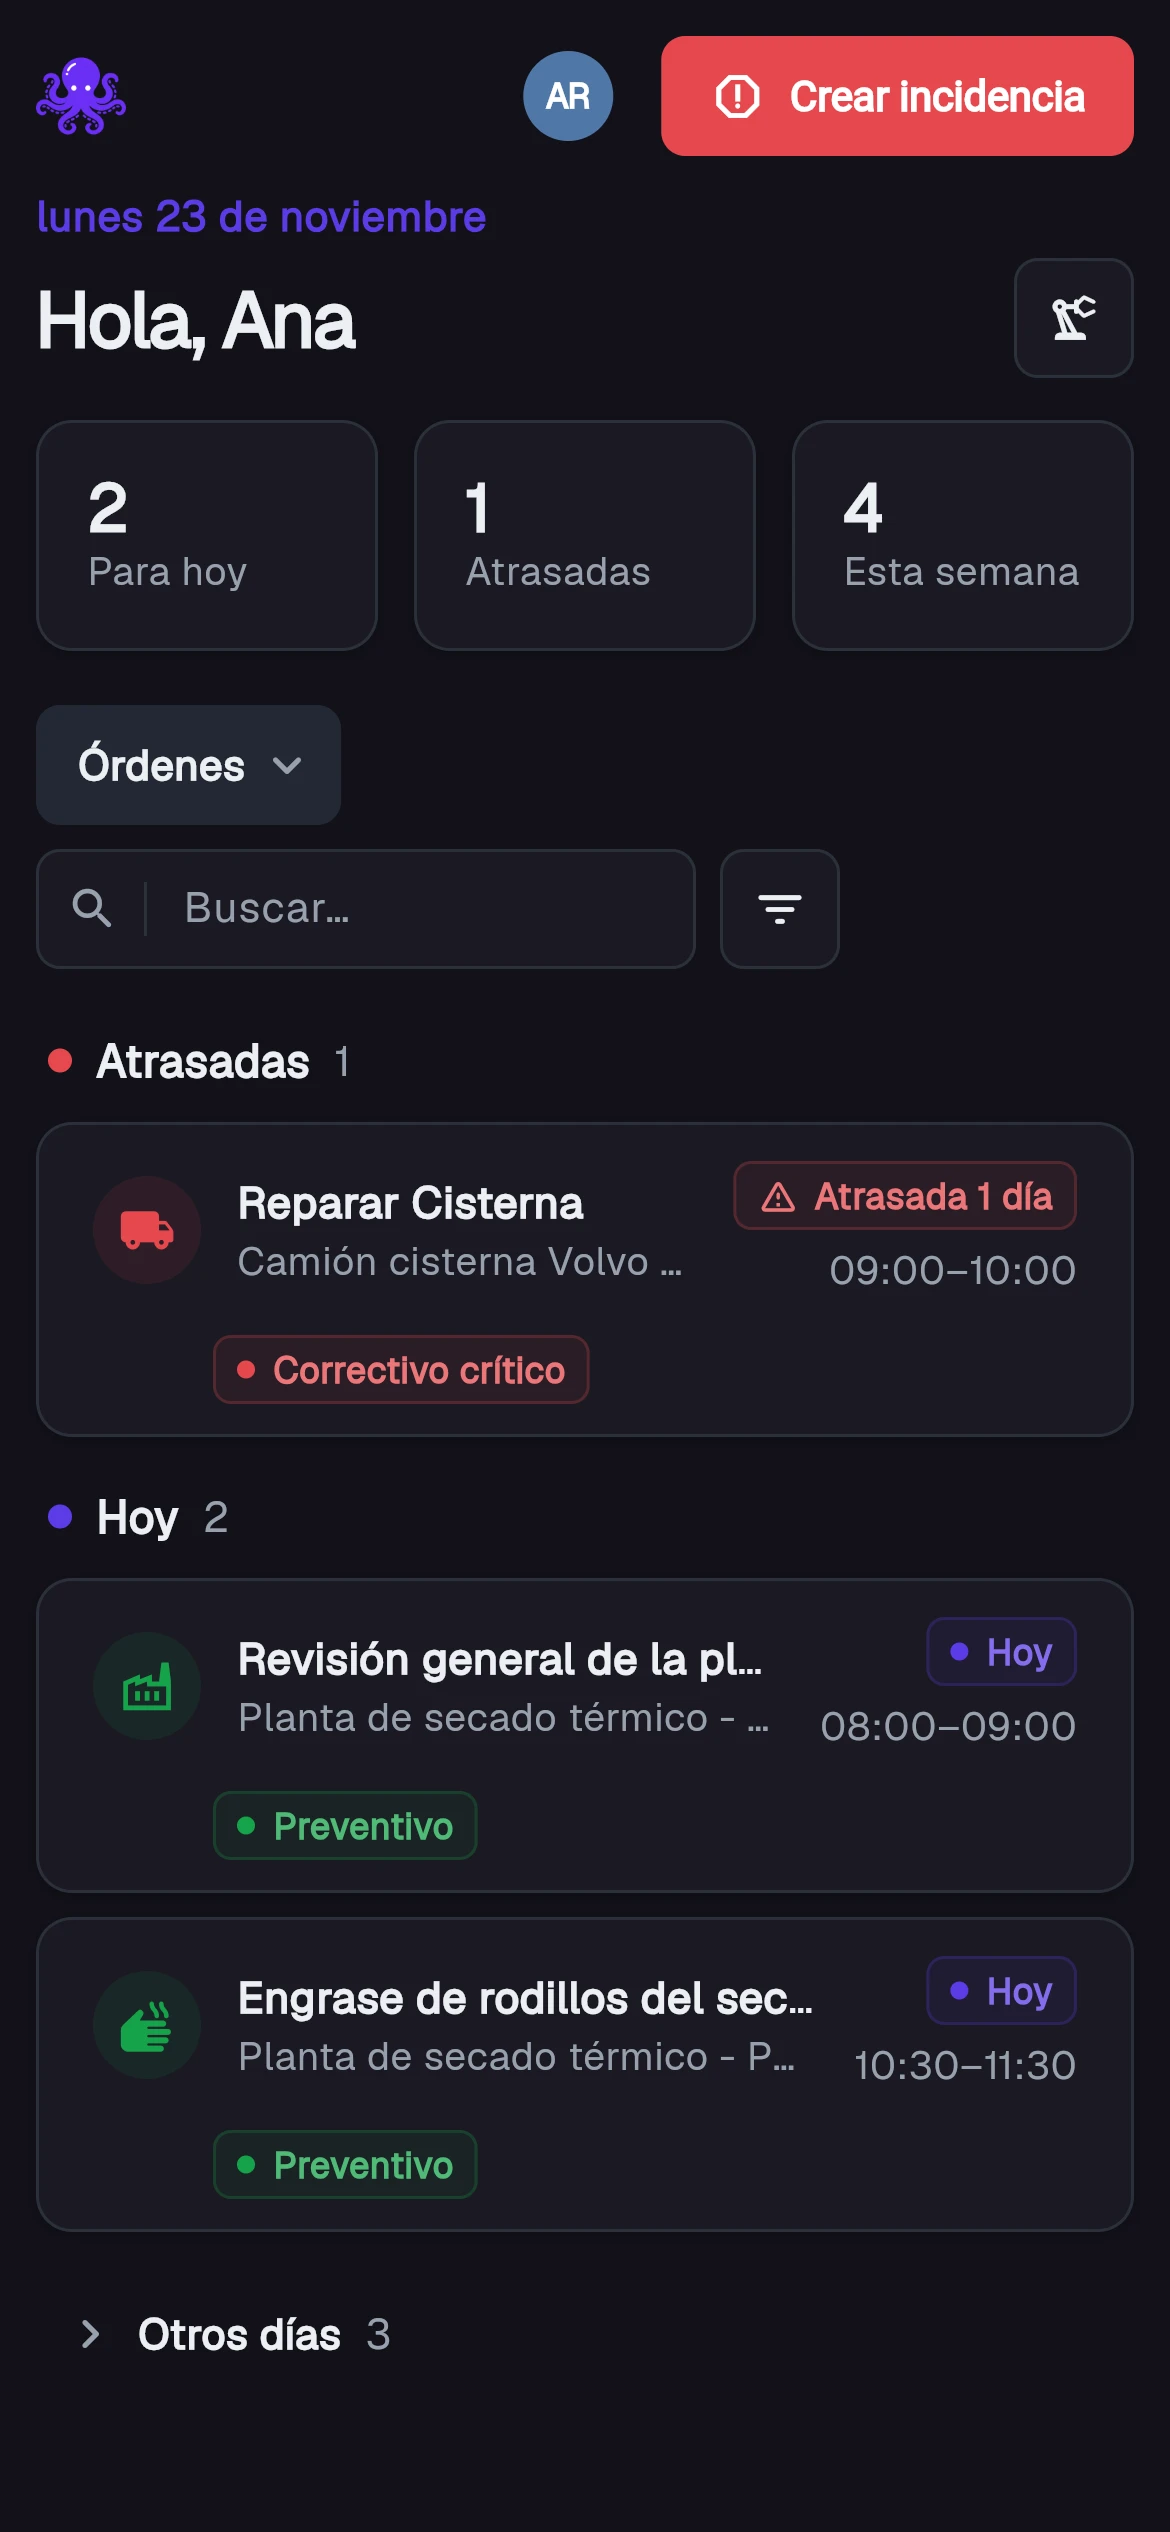 AR
Crear incidencia
lunes 23 de noviembre
Hola, Ana
2
Para hoy
1
Atrasadas
4
Esta semana
Órdenes
Buscar...
Atrasadas 1
Reparar Cisterna
Atrasada 1 día
Camión cisterna Volvo ...
09:00–10:00
Correctivo crítico
Hoy 2
Revisión general de la pl...
Hoy
Planta de secado térmico - ...
08:00–09:00
Preventivo
Engrase de rodillos del sec...
Hoy
Planta de secado térmico - P...
10:30–11:30
Preventivo
Otros días 3